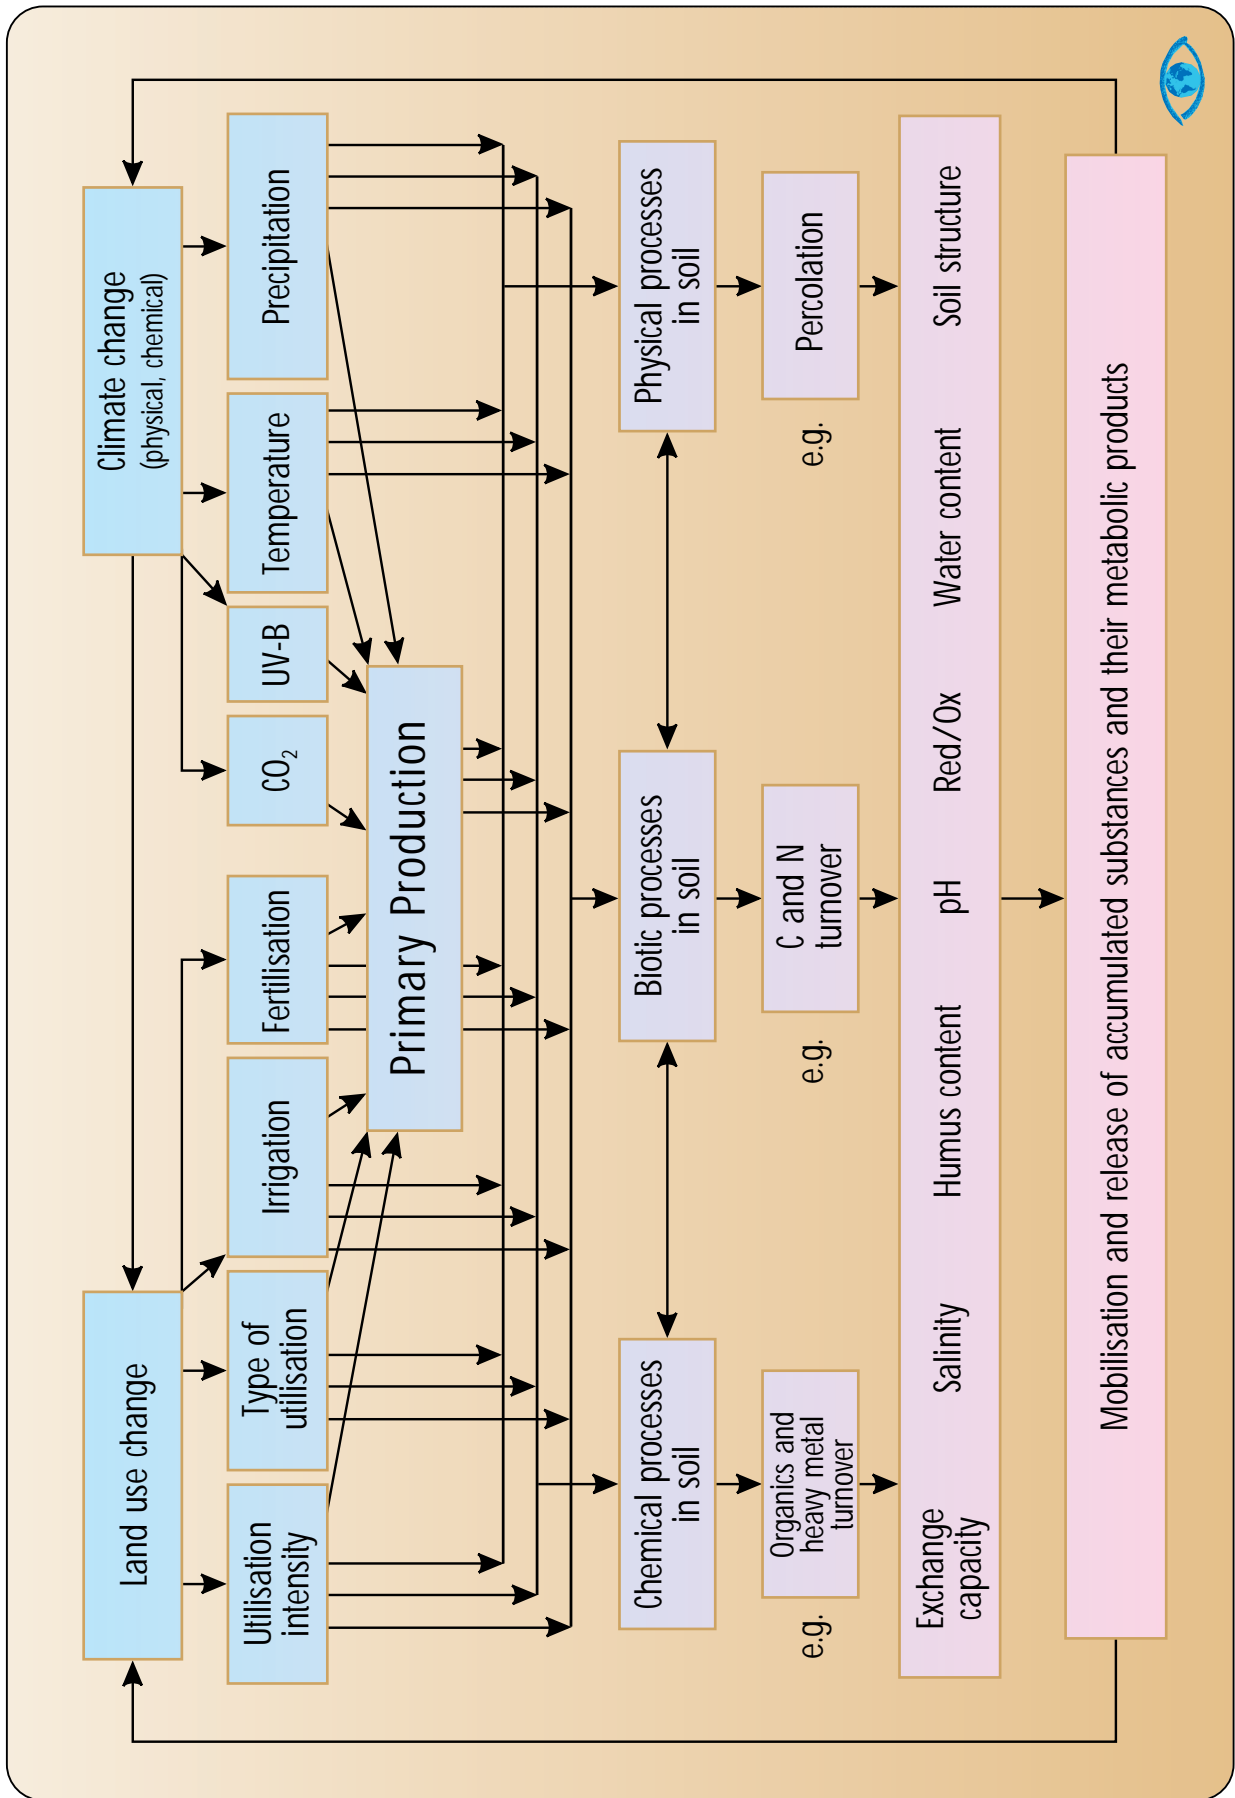 Land use change
Climate change
(physical, chemical)
Utilisation
intensity
Type of
utilisation
Irrigation
Fertilisation
CO₂
UV-B
Temperature
Precipitation
Primary Production
Chemical processes
in soil
Biotic processes
in soil
Physical processes
in soil
e.g.
Organics and
heavy metal
turnover
e.g.
C and N
turnover
e.g.
Percolation
Exchange
capacity
Salinity
Humus content
pH
Red/Ox
Water content
Soil structure
Mobilisation and release of accumulated substances and their metabolic products